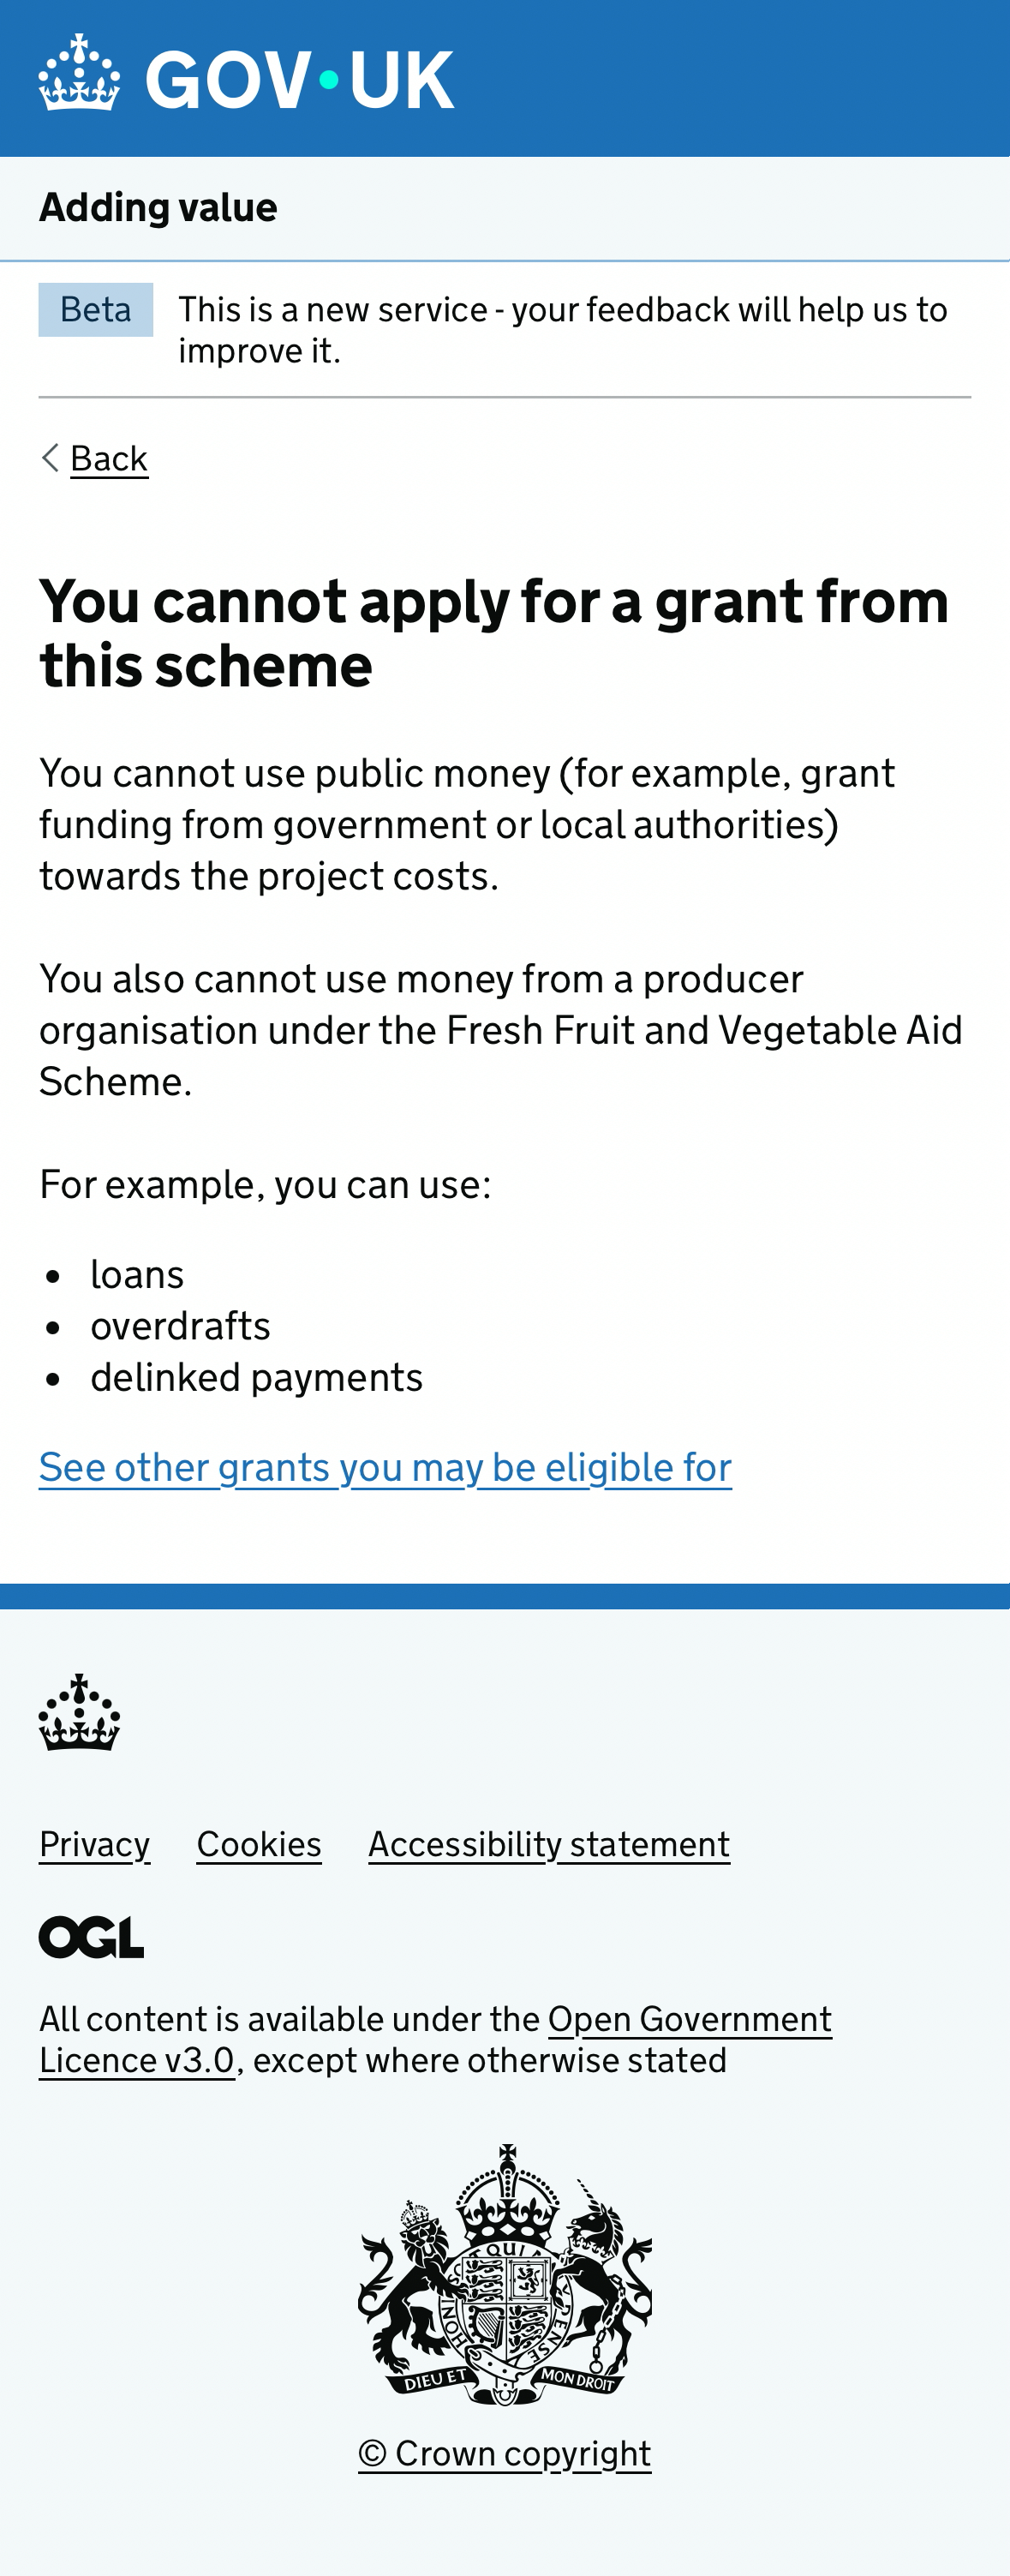 GOV·UK
Adding value
Beta
This is a new service - your feedback will help us to
improve it.
Back
You cannot apply for a grant from
this scheme
You cannot use public money (for example, grant
funding from government or local authorities)
towards the project costs.
You also cannot use money from a producer
organisation under the Fresh Fruit and Vegetable Aid
Scheme.
For example, you can use:
• loans
• overdrafts
• delinked payments
See other grants you may be eligible for
Privacy Cookies Accessibility statement
OGL
All content is available under the Open Government
Licence v3.0, except where otherwise stated
QUI
HONI
PENSE
DIEU ET MON DROIT
© Crown copyright